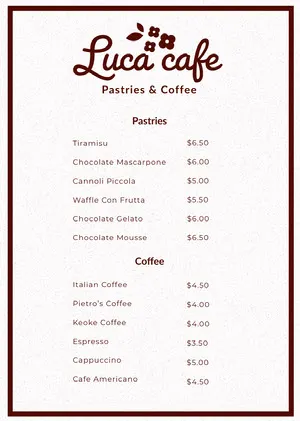 Luca cafe
Pastries & Coffee
Pastries
Tiramisu $6.50
Chocolate Mascarpone $6.00
Cannoli Piccola $5.00
Waffle Con Frutta $5.50
Chocolate Gelato $6.00
Chocolate Mousse $6.50
Coffee
Italian Coffee $4.50
Pietro's Coffee $4.00
Keoke Coffee $4.00
Espresso $3.50
Cappuccino $5.00
Cafe Americano $4.50